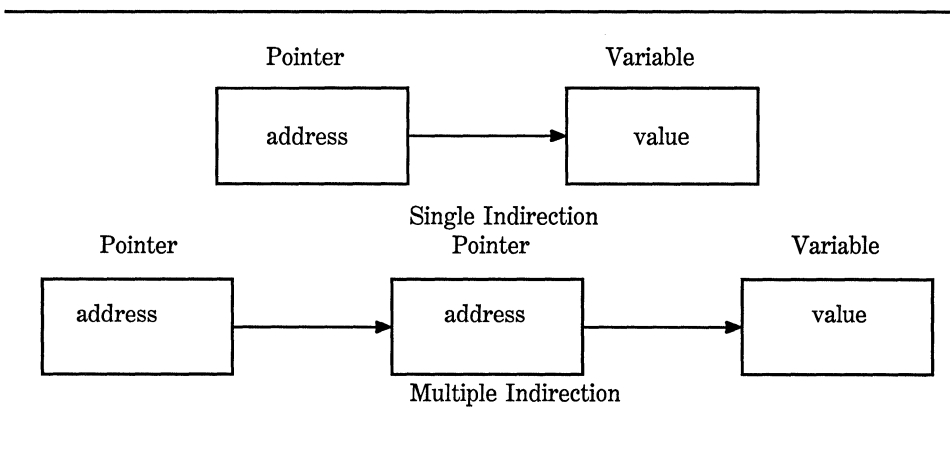 Pointer Variable
address value
Single Indirection
Pointer Pointer Variable
address address value
Multiple Indirection